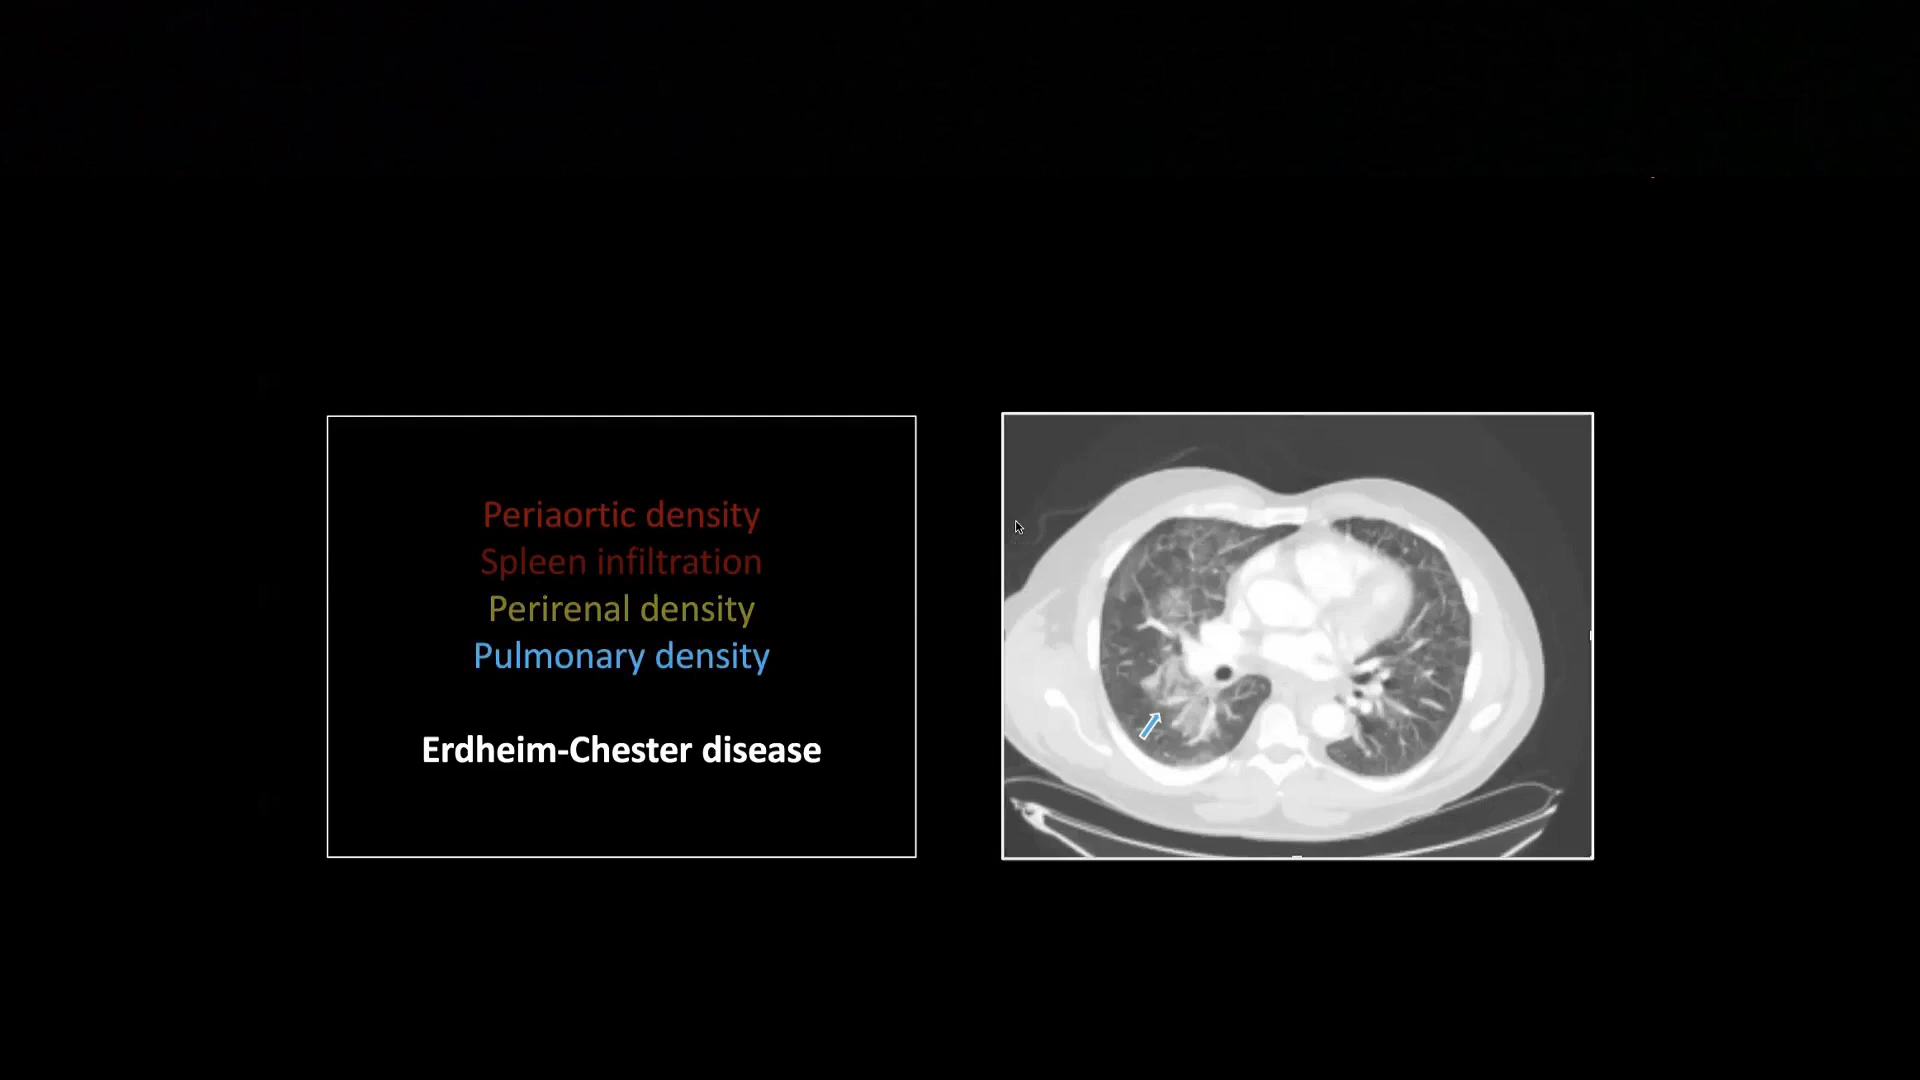 Periaortic density
Spleen infiltration
Perirenal density
Pulmonary density
Erdheim-Chester disease